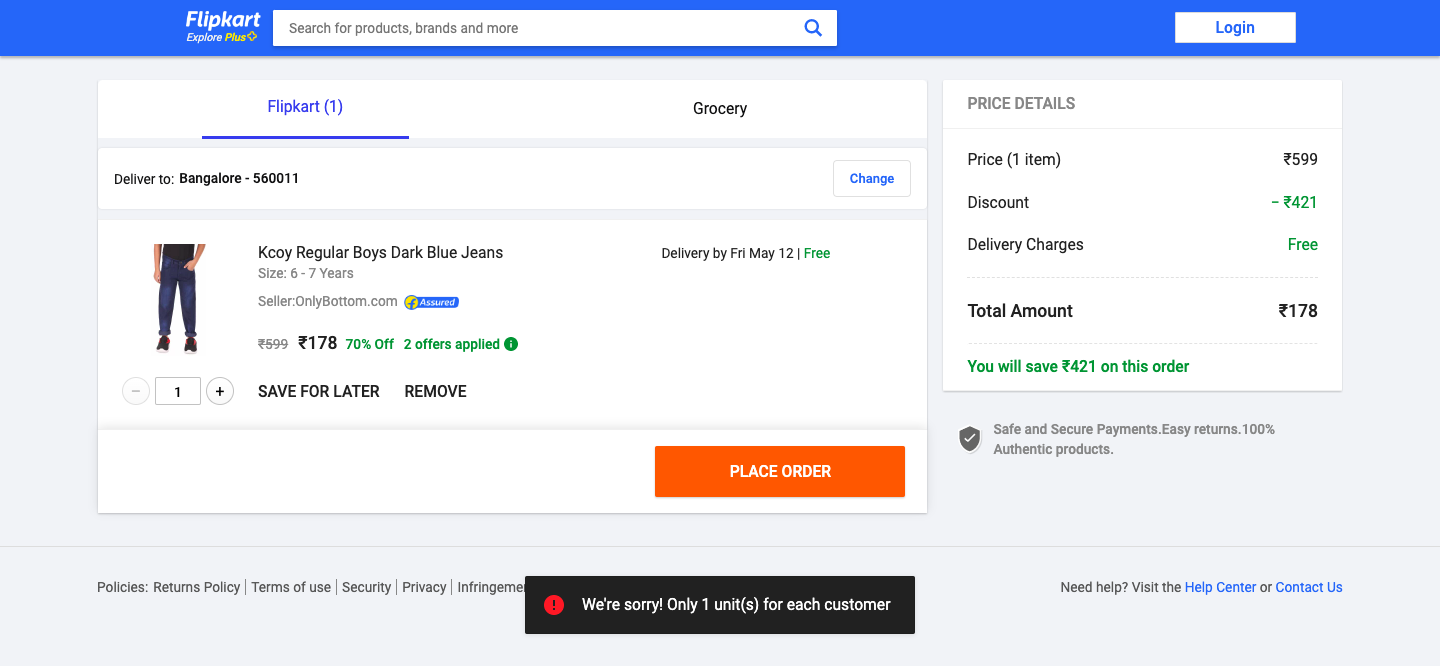 Flipkart
Explore Plus
Search for products, brands and more
Login
Flipkart (1)
Grocery
Deliver to: Bangalore - 560011
Change
Kcoy Regular Boys Dark Blue Jeans
Size: 6 - 7 Years
Seller:OnlyBottom.com
Assured
₹599 ₹178 70% Off 2 offers applied
Delivery by Fri May 12 | Free
1
SAVE FOR LATER
REMOVE
PLACE ORDER
PRICE DETAILS
Price (1 item) ₹599
Discount − ₹421
Delivery Charges Free
Total Amount ₹178
You will save ₹421 on this order
Safe and Secure Payments.Easy returns.100%
Authentic products.
Policies: Returns Policy Terms of use Security Privacy
Need help? Visit the Help Center or Contact Us
We're sorry! Only 1 unit(s) for each customer